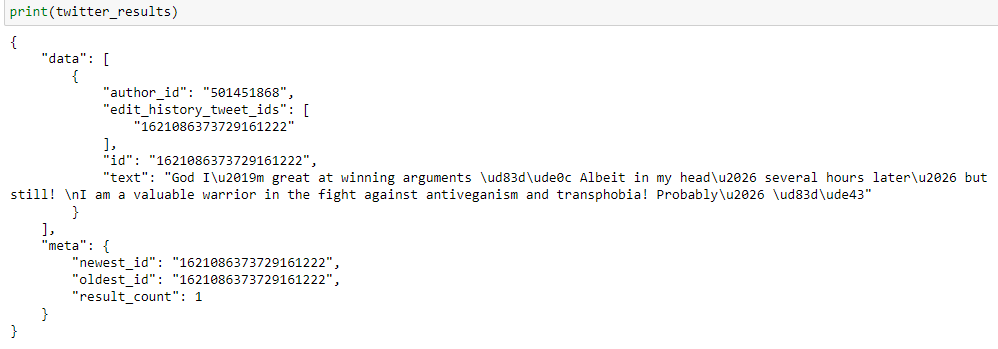 print(twitter_results)
{
    "data": [
        {
            "author_id": "501451868",
            "edit_history_tweet_ids": [
                "1621086373729161222"
            ],
            "id": "1621086373729161222",
            "text": "God I\u2019m great at winning arguments \ud83d\ude0c Albeit in my head\u2026 several hours later\u2026 but
still! \nI am a valuable warrior in the fight against antiveganism and transphobia! Probably\u2026 \ud83d\ude43"
        }
    ],
    "meta": {
        "newest_id": "1621086373729161222",
        "oldest_id": "1621086373729161222",
        "result_count": 1
    }
}